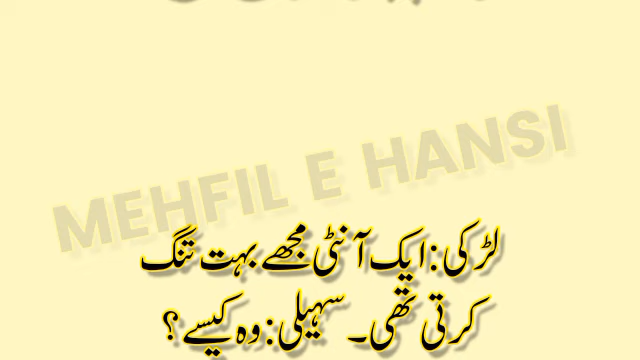 MEHFIL E HANSI
لڑکی: ایک آنٹی مجھے بہت تنگ
کرتی تھی۔ سہیلی: وہ کیسے؟